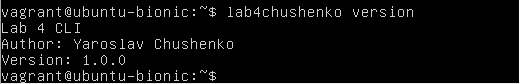 vagrant@ubuntu-bionic:~$ lab4chushenko version
Lab 4 CLI
Author: Yaroslav Chushenko
Version: 1.0.0
vagrant@ubuntu-bionic:~$